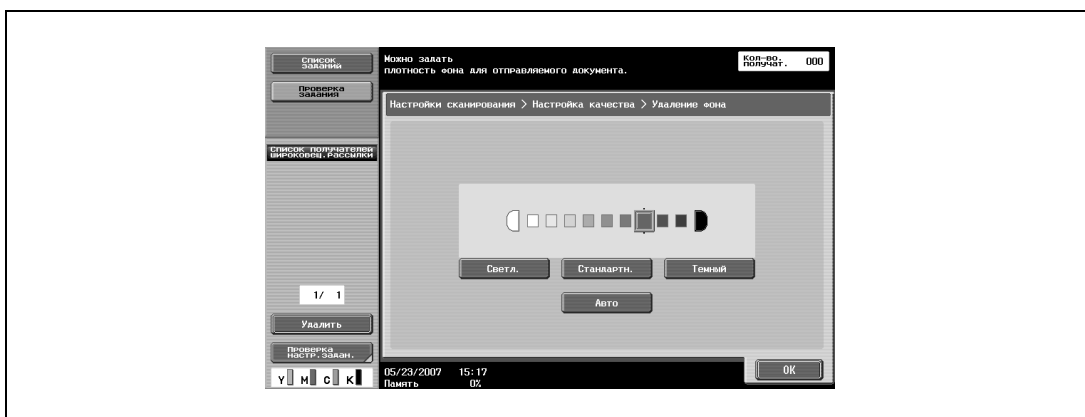 Список
заданий
Можно задать
плотность фона для отправляемого документа.
Кол-во.
получат.
000
Проверка
задания
Настройки сканирования > Настройка качества > Удаление фона
Список получателей
широковещ.рассылки
Светл.
Стандартн.
Темный
Авто
1/ 1
Удалить
Проверка
настр.задан.
Y M C K
05/23/2007 15:17
Память 0%
OK